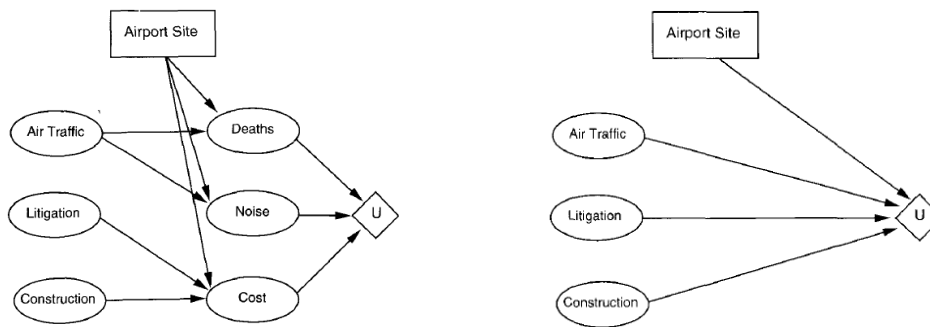 Airport Site
Air Traffic
Deaths
Litigation
Noise
U
Construction
Cost
Airport Site
Air Traffic
Litigation
U
Construction